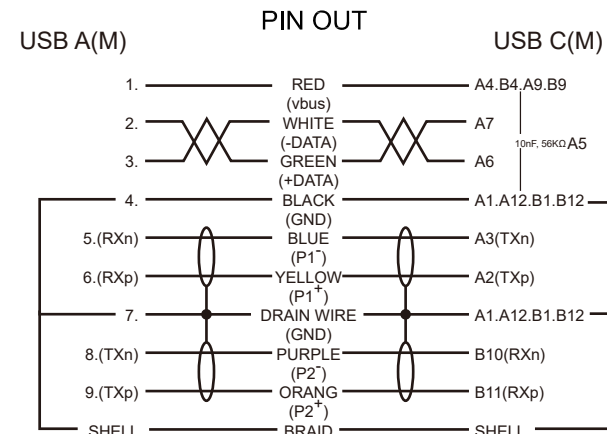 PIN OUT
USB A(M) USB C(M)
1. RED A4.B4.A9.B9
(vbus)
2. WHITE A7
(-DATA) 10nF, 56KΩ A5
3. GREEN A6
(+DATA)
4. BLACK A1.A12.B1.B12
(GND)
5.(RXn) BLUE A3(TXn)
(P1-)
6.(RXp) YELLOW A2(TXp)
(P1+)
7. DRAIN WIRE A1.A12.B1.B12
(GND)
8.(TXn) PURPLE B10(RXn)
(P2-)
9.(TXp) ORANG B11(RXp)
(P2+)
SHELL BRAID SHELL